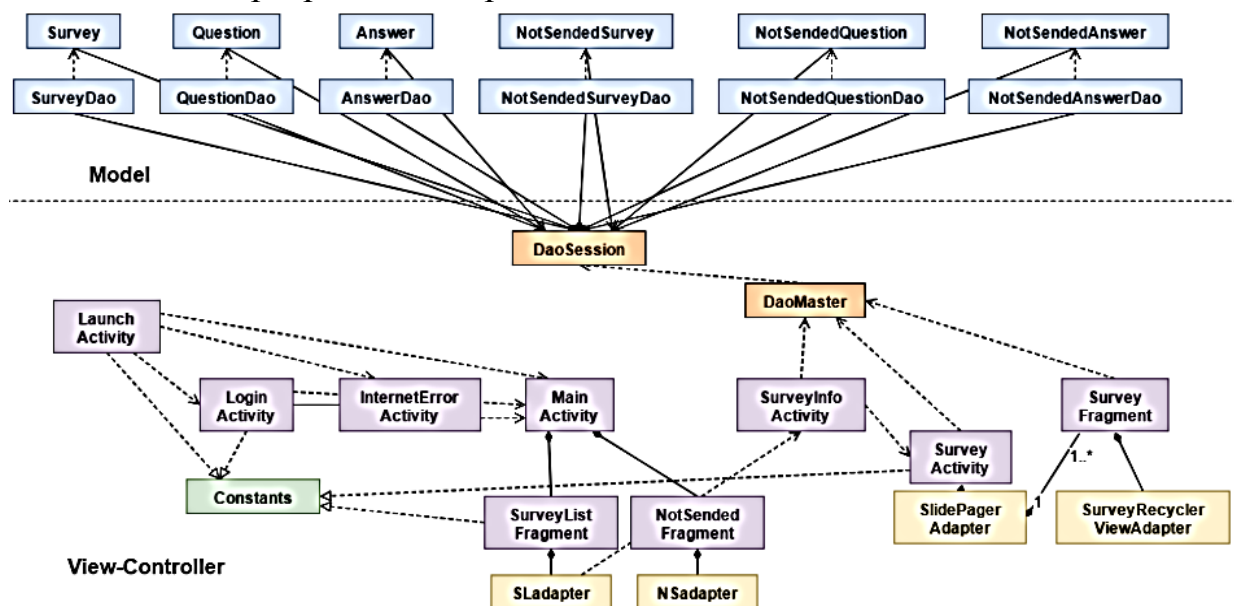 Survey
Question
Answer
NotSendedSurvey
NotSendedQuestion
NotSendedAnswer
SurveyDao
QuestionDao
AnswerDao
NotSendedSurveyDao
NotSendedQuestionDao
NotSendedAnswerDao
Model
DaoSession
DaoMaster
Launch
Activity
Login
Activity
InternetError
Activity
Main
Activity
SurveyInfo
Activity
Survey
Fragment
Survey
Activity
1..*
1
Constants
SurveyList
Fragment
NotSended
Fragment
SlidePager
Adapter
SurveyRecycler
ViewAdapter
View-Controller
SLadapter
NSadapter